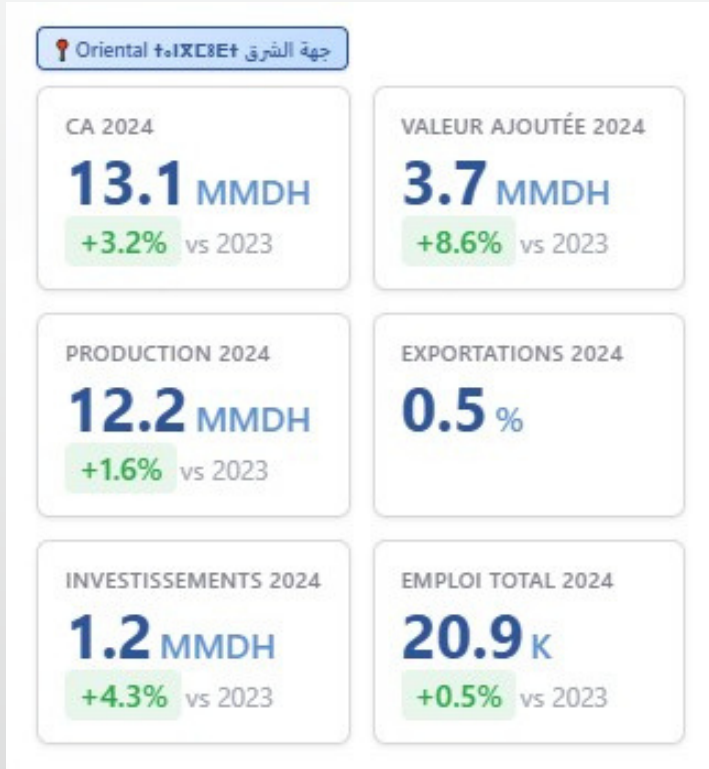 Oriental ⵜⴰⵏⴳⵎⵓⴹⵜ جهة الشرق
CA 2024
13.1 MMDH
+3.2% vs 2023
VALEUR AJOUTÉE 2024
3.7 MMDH
+8.6% vs 2023
PRODUCTION 2024
12.2 MMDH
+1.6% vs 2023
EXPORTATIONS 2024
0.5 %
INVESTISSEMENTS 2024
1.2 MMDH
+4.3% vs 2023
EMPLOI TOTAL 2024
20.9 K
+0.5% vs 2023